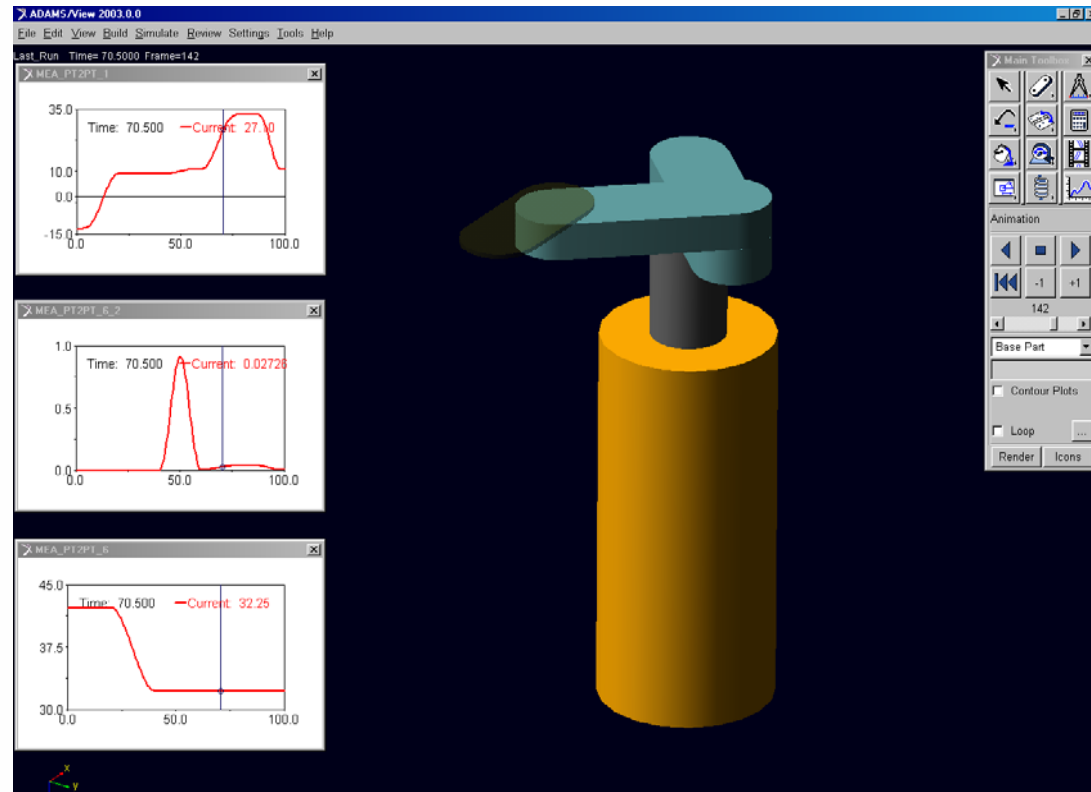 ADAMS/View 2003.0.0
File Edit View Build Simulate Review Settings Tools Help
Last_Run Time= 70.5000 Frame=142
MEA_PT2PT_1
35.0
Time: 70.500 Current: 27.10
10.0
0.0
-15.0
0.0 50.0 100.0
MEA_PT2PT_6_2
1.0
Time: 70.500 Current: 0.02726
0.5
0.0
0.0 50.0 100.0
MEA_PT2PT_6
45.0
Time: 70.500 Current: 32.25
37.5
30.0
0.0 50.0 100.0
x
y
Main Toolbox
Animation
-1 +1
142
Base Part
Contour Plots
Loop ...
Render Icons